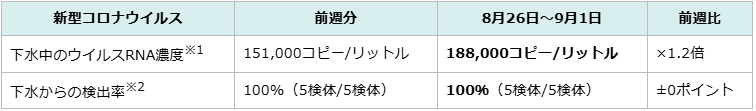 新型コロナウイルス 前週分 8月26日～9月1日 前週比
下水中のウイルスRNA濃度※1 151,000コピー/リットル 188,000コピー/リットル ×1.2倍
下水からの検出率※2 100%（5検体/5検体） 100%（5検体/5検体） ±0ポイント